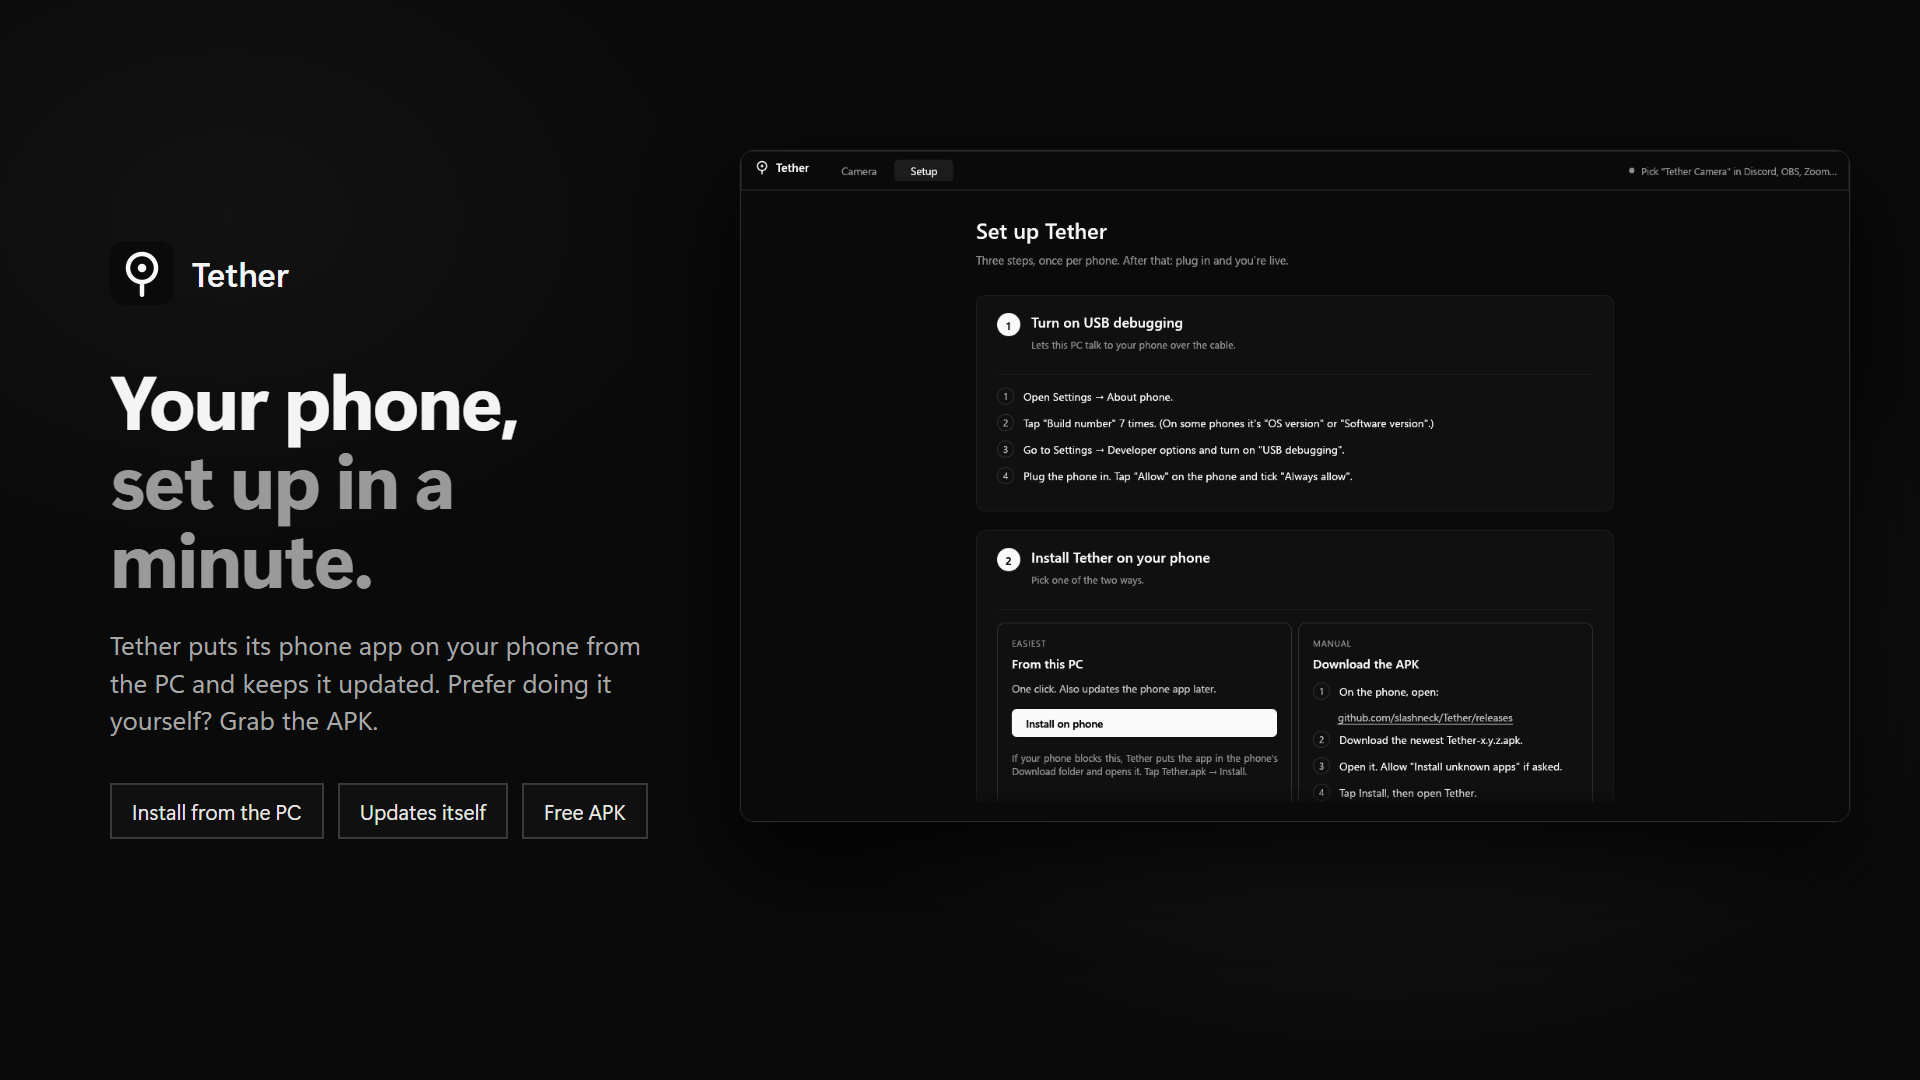 Tether
Your phone,
set up in a
minute.
Tether puts its phone app on your phone from
the PC and keeps it updated. Prefer doing it
yourself? Grab the APK.
Install from the PC
Updates itself
Free APK
Tether
Camera
Setup
Pick "Tether Camera" in Discord, OBS, Zoom...
Set up Tether
Three steps, once per phone. After that: plug in and you're live.
1
Turn on USB debugging
Lets this PC talk to your phone over the cable.
1 Open Settings → About phone.
2 Tap "Build number" 7 times. (On some phones it's "OS version" or "Software version".)
3 Go to Settings → Developer options and turn on "USB debugging".
4 Plug the phone in. Tap "Allow" on the phone and tick "Always allow".
2
Install Tether on your phone
Pick one of the two ways.
EASIEST
From this PC
One click. Also updates the phone app later.
Install on phone
If your phone blocks this, Tether puts the app in the phone's
Download folder and opens it. Tap Tether.apk → Install.
MANUAL
Download the APK
1 On the phone, open:
github.com/slashneck/Tether/releases
2 Download the newest Tether-x.y.z.apk.
3 Open it. Allow "Install unknown apps" if asked.
4 Tap Install, then open Tether.